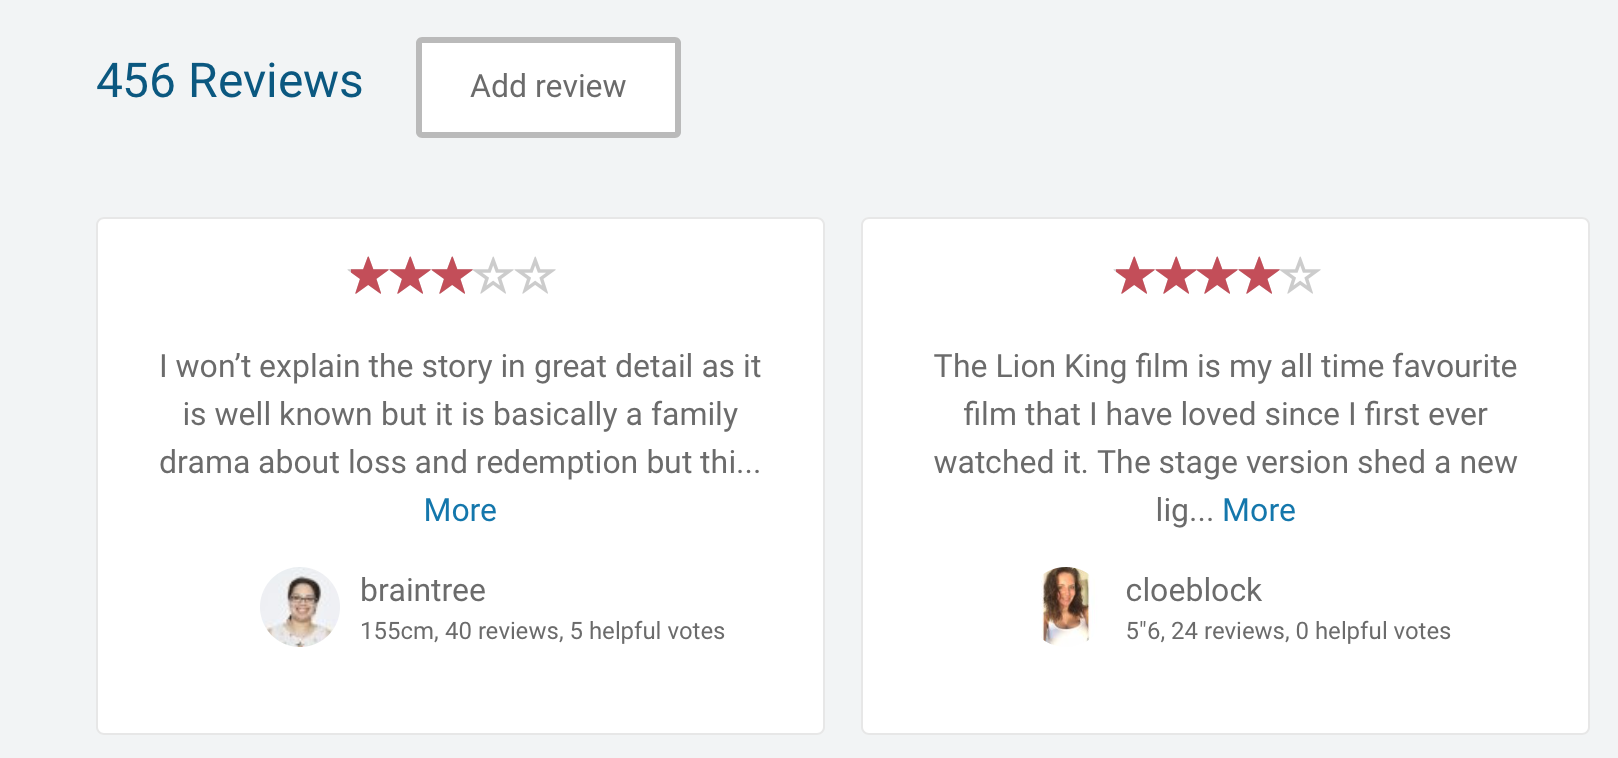 456 Reviews
Add review
I won’t explain the story in great detail as it
is well known but it is basically a family
drama about loss and redemption but thi...
More
braintree
155cm, 40 reviews, 5 helpful votes
The Lion King film is my all time favourite
film that I have loved since I first ever
watched it. The stage version shed a new
lig... More
cloeblock
5"6, 24 reviews, 0 helpful votes